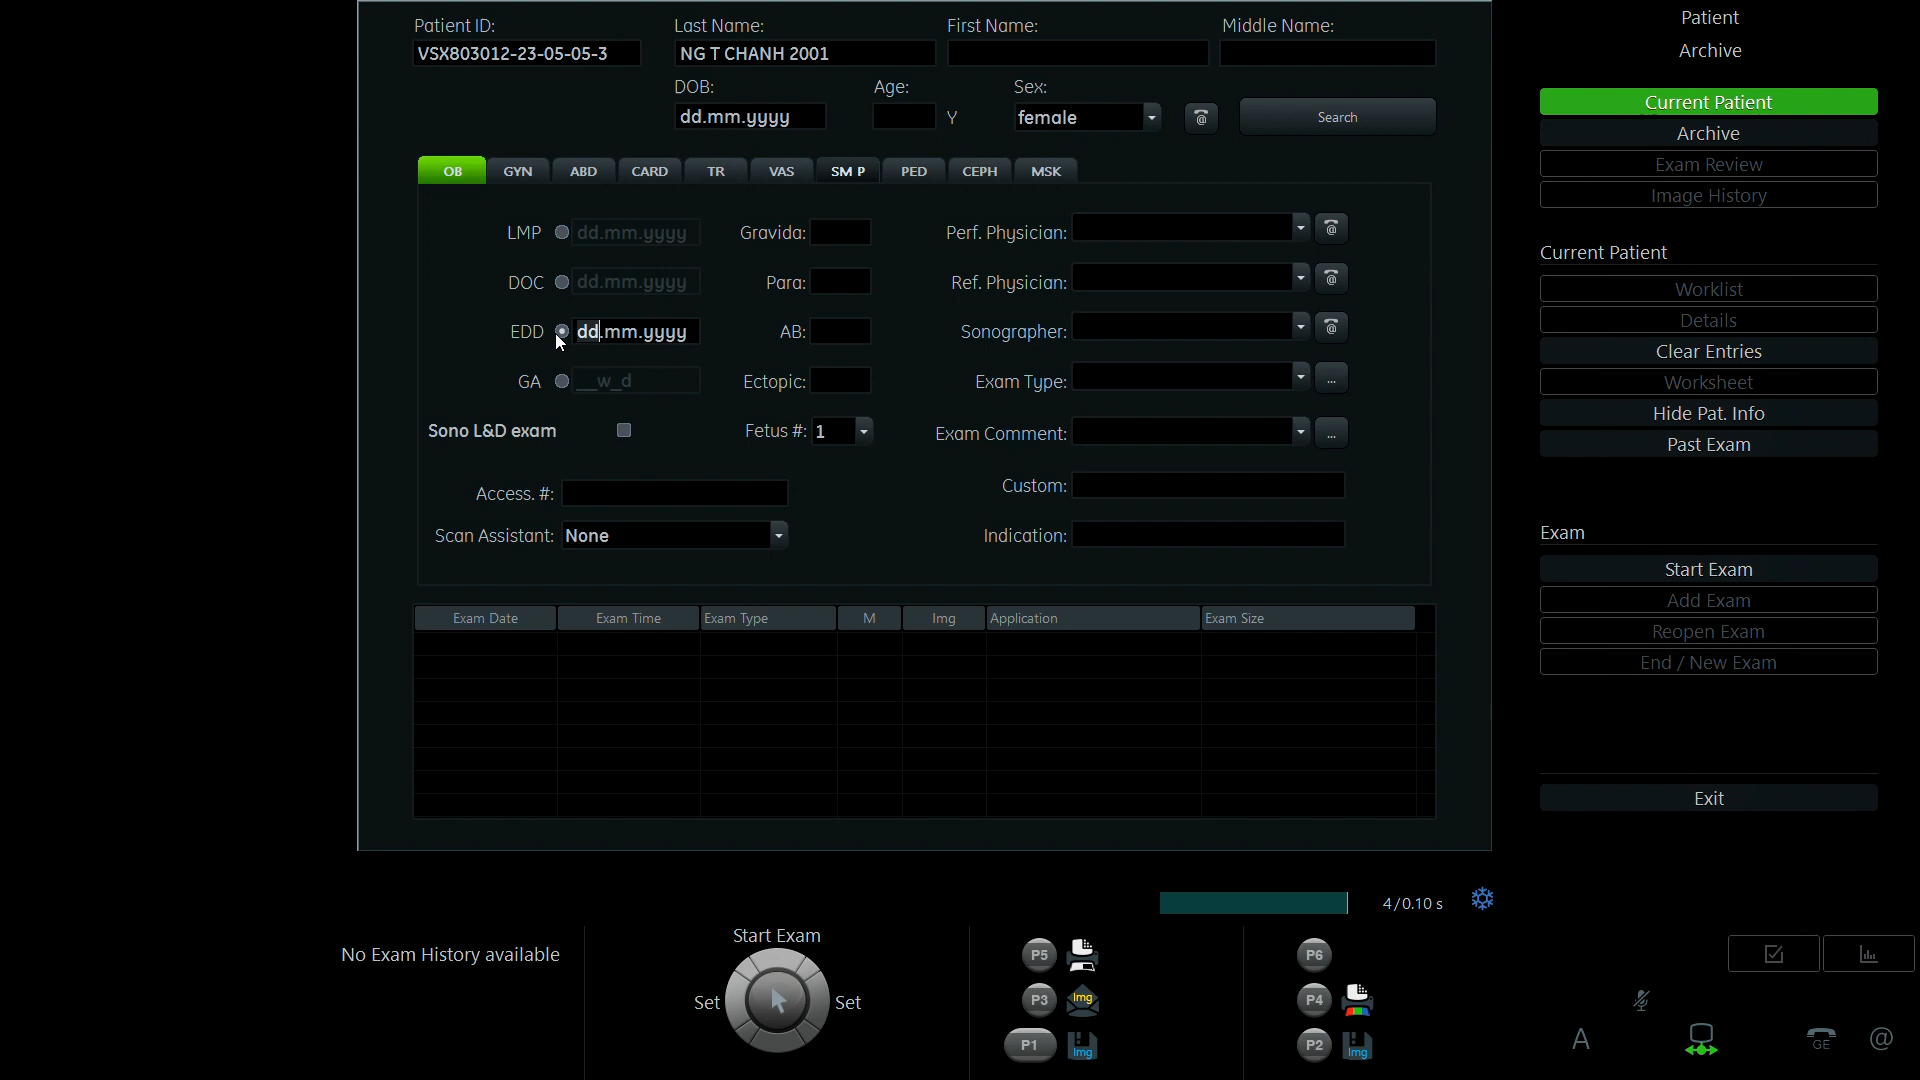 Patient ID: Last Name: First Name: Middle Name:
VSX803012-23-05-05-3 NG T CHANH 2001
DOB: Age: Sex:
dd.mm.yyyy Y female @ Search
OB GYN ABD CARD TR VAS SM P PED CEPH MSK
LMP dd.mm.yyyy Gravida: Perf. Physician: @
DOC dd.mm.yyyy Para: Ref. Physician: @
EDD dd.mm.yyyy AB: Sonographer: @
GA __w_d Ectopic: Exam Type: ...
Sono L&D exam Fetus #: 1 Exam Comment: ...
Access. #: Custom:
Scan Assistant: None Indication:
Exam Date Exam Time Exam Type M Img Application Exam Size
4/0.10 s
No Exam History available
Start Exam
Set Set
P5 P6
P3 Img P4
P1 Img P2 Img
Patient
Archive
Current Patient
Archive
Exam Review
Image History
Current Patient
Worklist
Details
Clear Entries
Worksheet
Hide Pat. Info
Past Exam
Exam
Start Exam
Add Exam
Reopen Exam
End / New Exam
Exit
A GE @